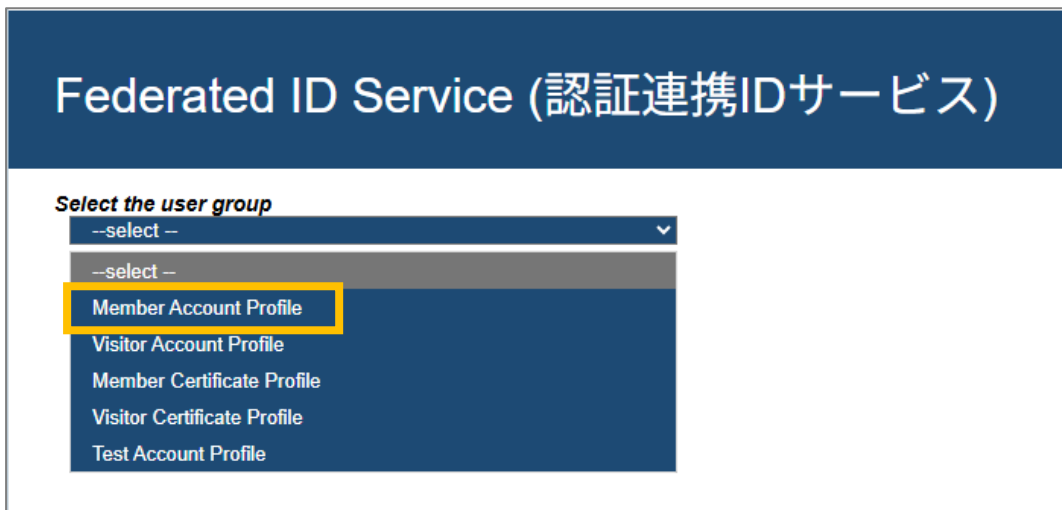 Federated ID Service (認証連携IDサービス)
Select the user group
--select --
--select --
Member Account Profile
Visitor Account Profile
Member Certificate Profile
Visitor Certificate Profile
Test Account Profile